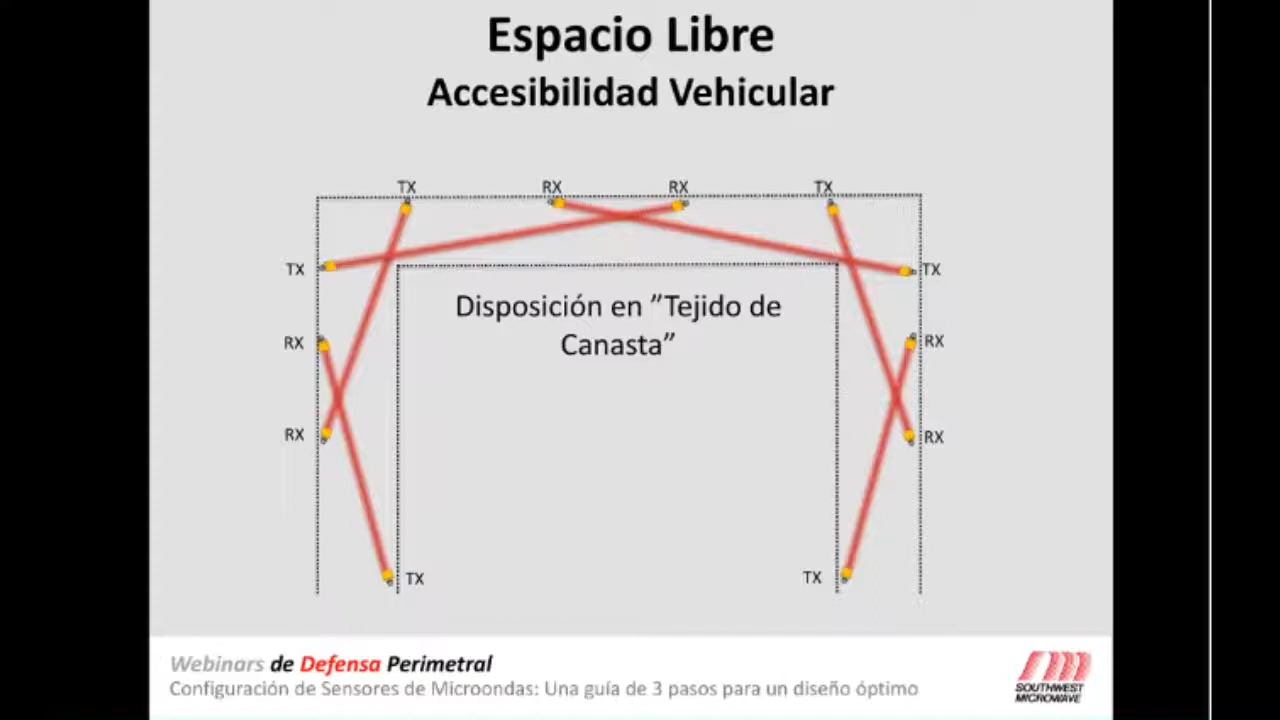 Espacio Libre
Accesibilidad Vehicular
TX RX RX TX
TX TX
Disposición en ”Tejido de
Canasta”
RX RX
RX RX
TX TX
Webinars de Defensa Perimetral
Configuración de Sensores de Microondas: Una guía de 3 pasos para un diseño óptimo
SOUTHWEST
MICROWAVE